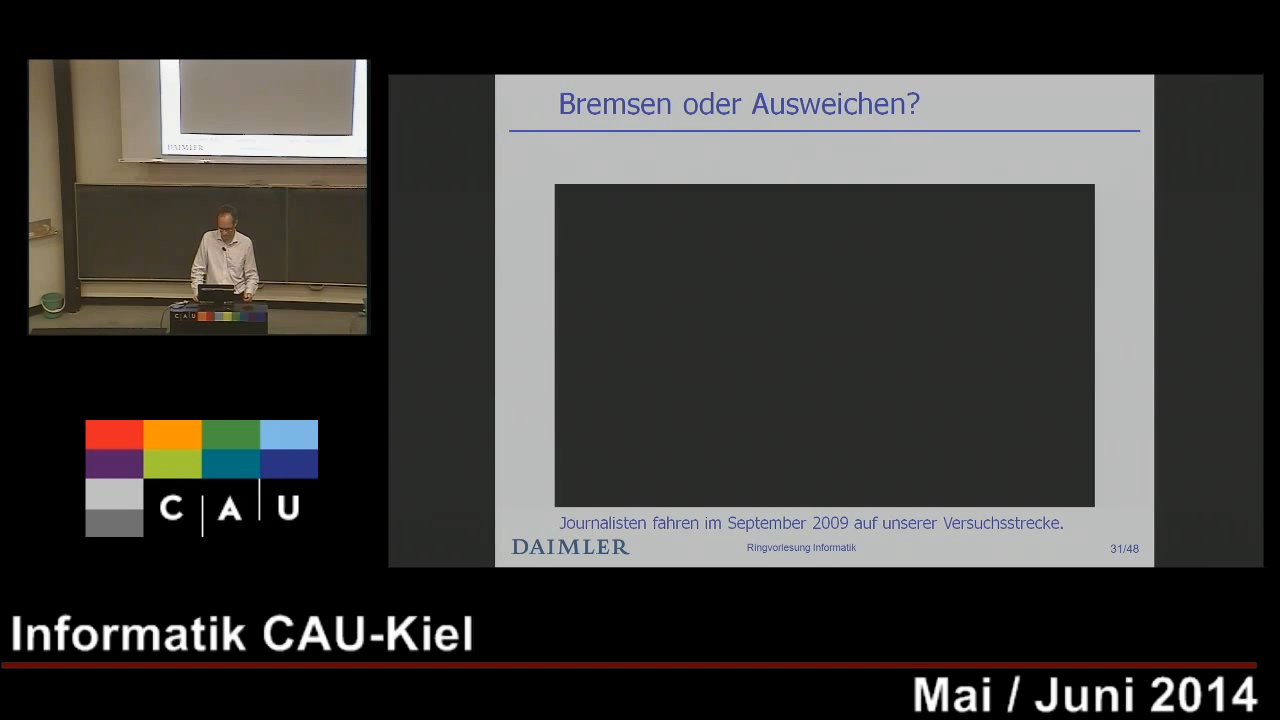 Bremsen oder Ausweichen?
DAIMLER
C A U
Journalisten fahren im September 2009 auf unserer Versuchsstrecke.
DAIMLER
Ringvorlesung Informatik
31/48
C A U
Informatik CAU-Kiel
Mai / Juni 2014